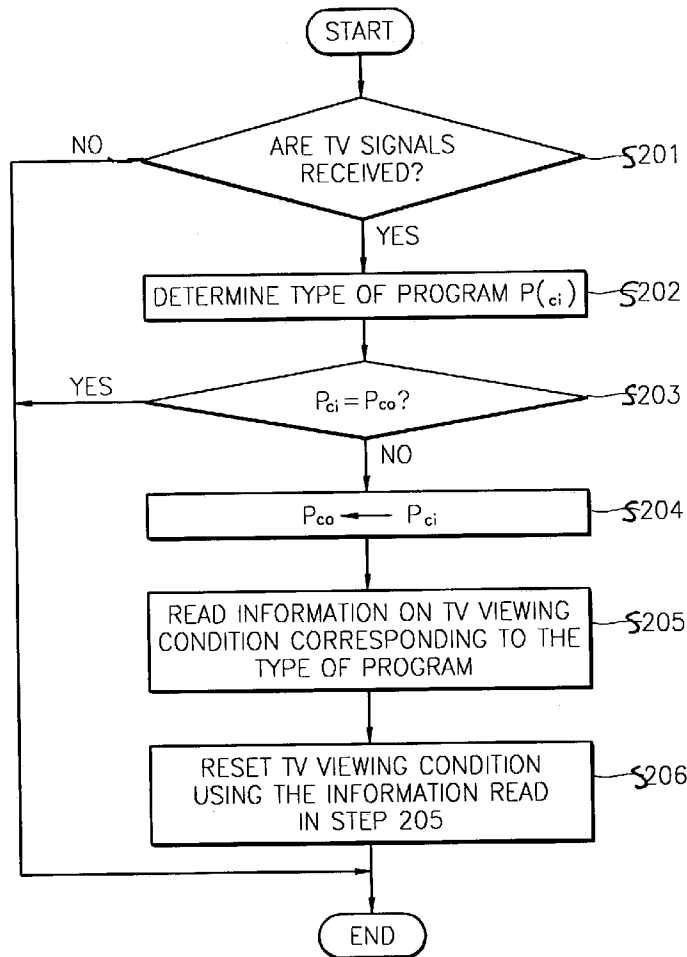 START
ARE TV SIGNALS
RECEIVED?
NO
S201
YES
DETERMINE TYPE OF PROGRAM P(ci)
S202
YES
Pci = Pco?
S203
NO
Pco ← Pci
S204
READ INFORMATION ON TV VIEWING
CONDITION CORRESPONDING TO THE
TYPE OF PROGRAM
S205
RESET TV VIEWING CONDITION
USING THE INFORMATION READ
IN STEP 205
S206
END